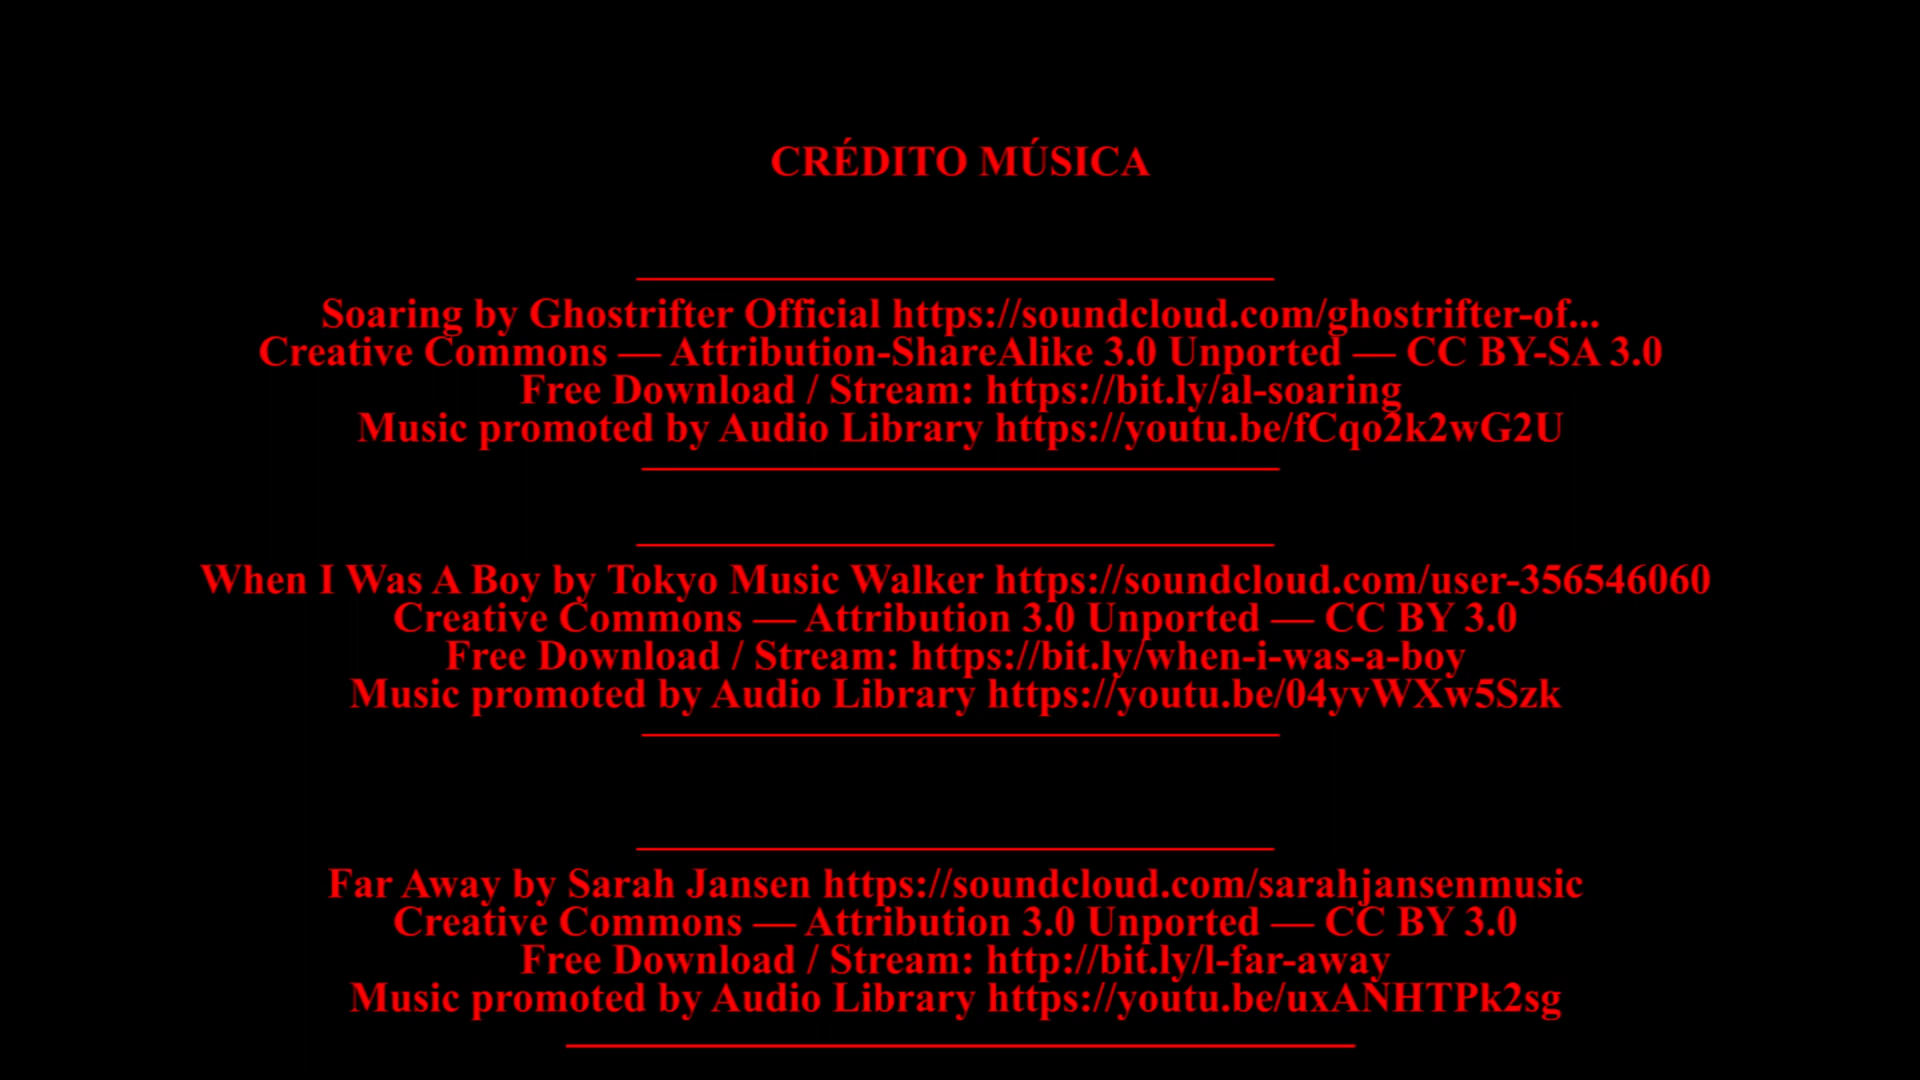 CRÉDITO MÚSICA
Soaring by Ghostrifter Official https://soundcloud.com/ghostrifter-of...
Creative Commons — Attribution-ShareAlike 3.0 Unported — CC BY-SA 3.0
Free Download / Stream: https://bit.ly/al-soaring
Music promoted by Audio Library https://youtu.be/fCqo2k2wG2U
When I Was A Boy by Tokyo Music Walker https://soundcloud.com/user-356546060
Creative Commons — Attribution 3.0 Unported — CC BY 3.0
Free Download / Stream: https://bit.ly/when-i-was-a-boy
Music promoted by Audio Library https://youtu.be/04yvWXw5Szk
Far Away by Sarah Jansen https://soundcloud.com/sarahjansenmusic
Creative Commons — Attribution 3.0 Unported — CC BY 3.0
Free Download / Stream: http://bit.ly/l-far-away
Music promoted by Audio Library https://youtu.be/uxANHTPk2sg